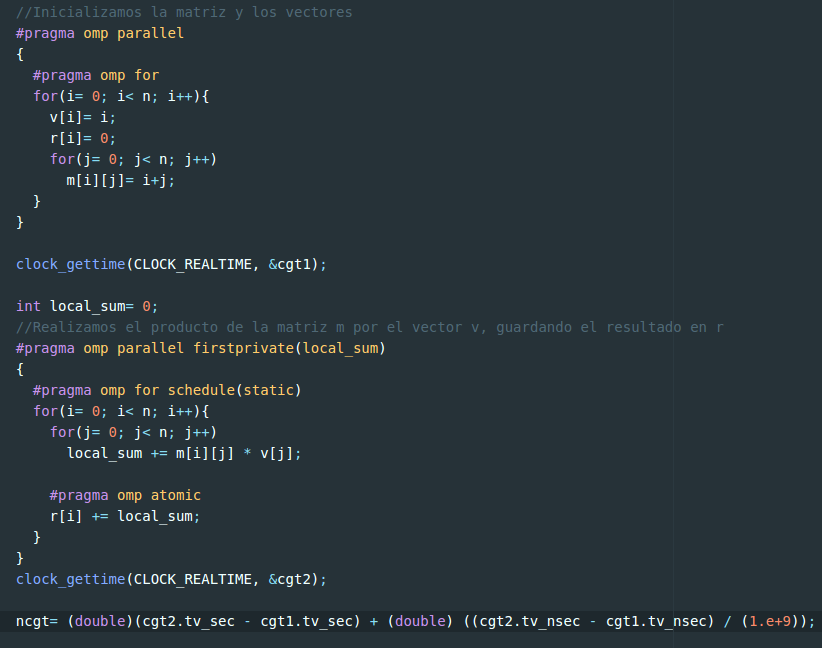 //Inicializamos la matriz y los vectores
#pragma omp parallel
{
  #pragma omp for
  for(i= 0; i< n; i++){
    v[i]= i;
    r[i]= 0;
    for(j= 0; j< n; j++)
      m[i][j]= i+j;
  }
}
clock_gettime(CLOCK_REALTIME, &cgt1);
int local_sum= 0;
//Realizamos el producto de la matriz m por el vector v, guardando el resultado en r
#pragma omp parallel firstprivate(local_sum)
{
  #pragma omp for schedule(static)
  for(i= 0; i< n; i++){
    for(j= 0; j< n; j++)
      local_sum += m[i][j] * v[j];
    #pragma omp atomic
    r[i] += local_sum;
  }
}
clock_gettime(CLOCK_REALTIME, &cgt2);
ncgt= (double)(cgt2.tv_sec - cgt1.tv_sec) + (double) ((cgt2.tv_nsec - cgt1.tv_nsec) / (1.e+9));